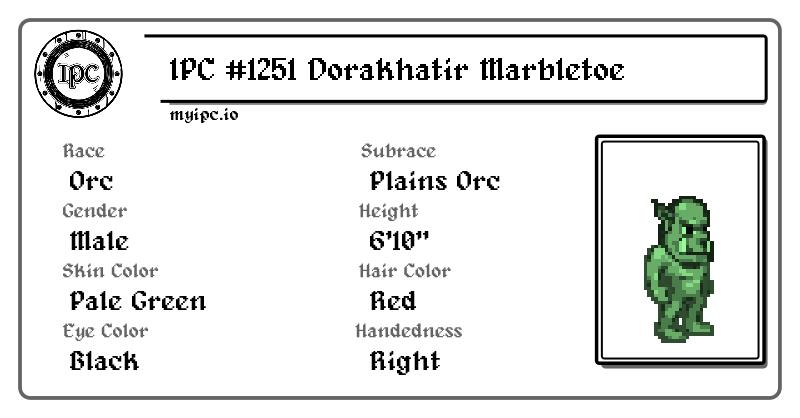 IPC
IPC #1251 Dorakhatir Marbletoe
myipc.io
Race
Orc
Subrace
Plains Orc
Gender
Male
Height
6'10"
Skin Color
Pale Green
Hair Color
Red
Eye Color
Black
Handedness
Right